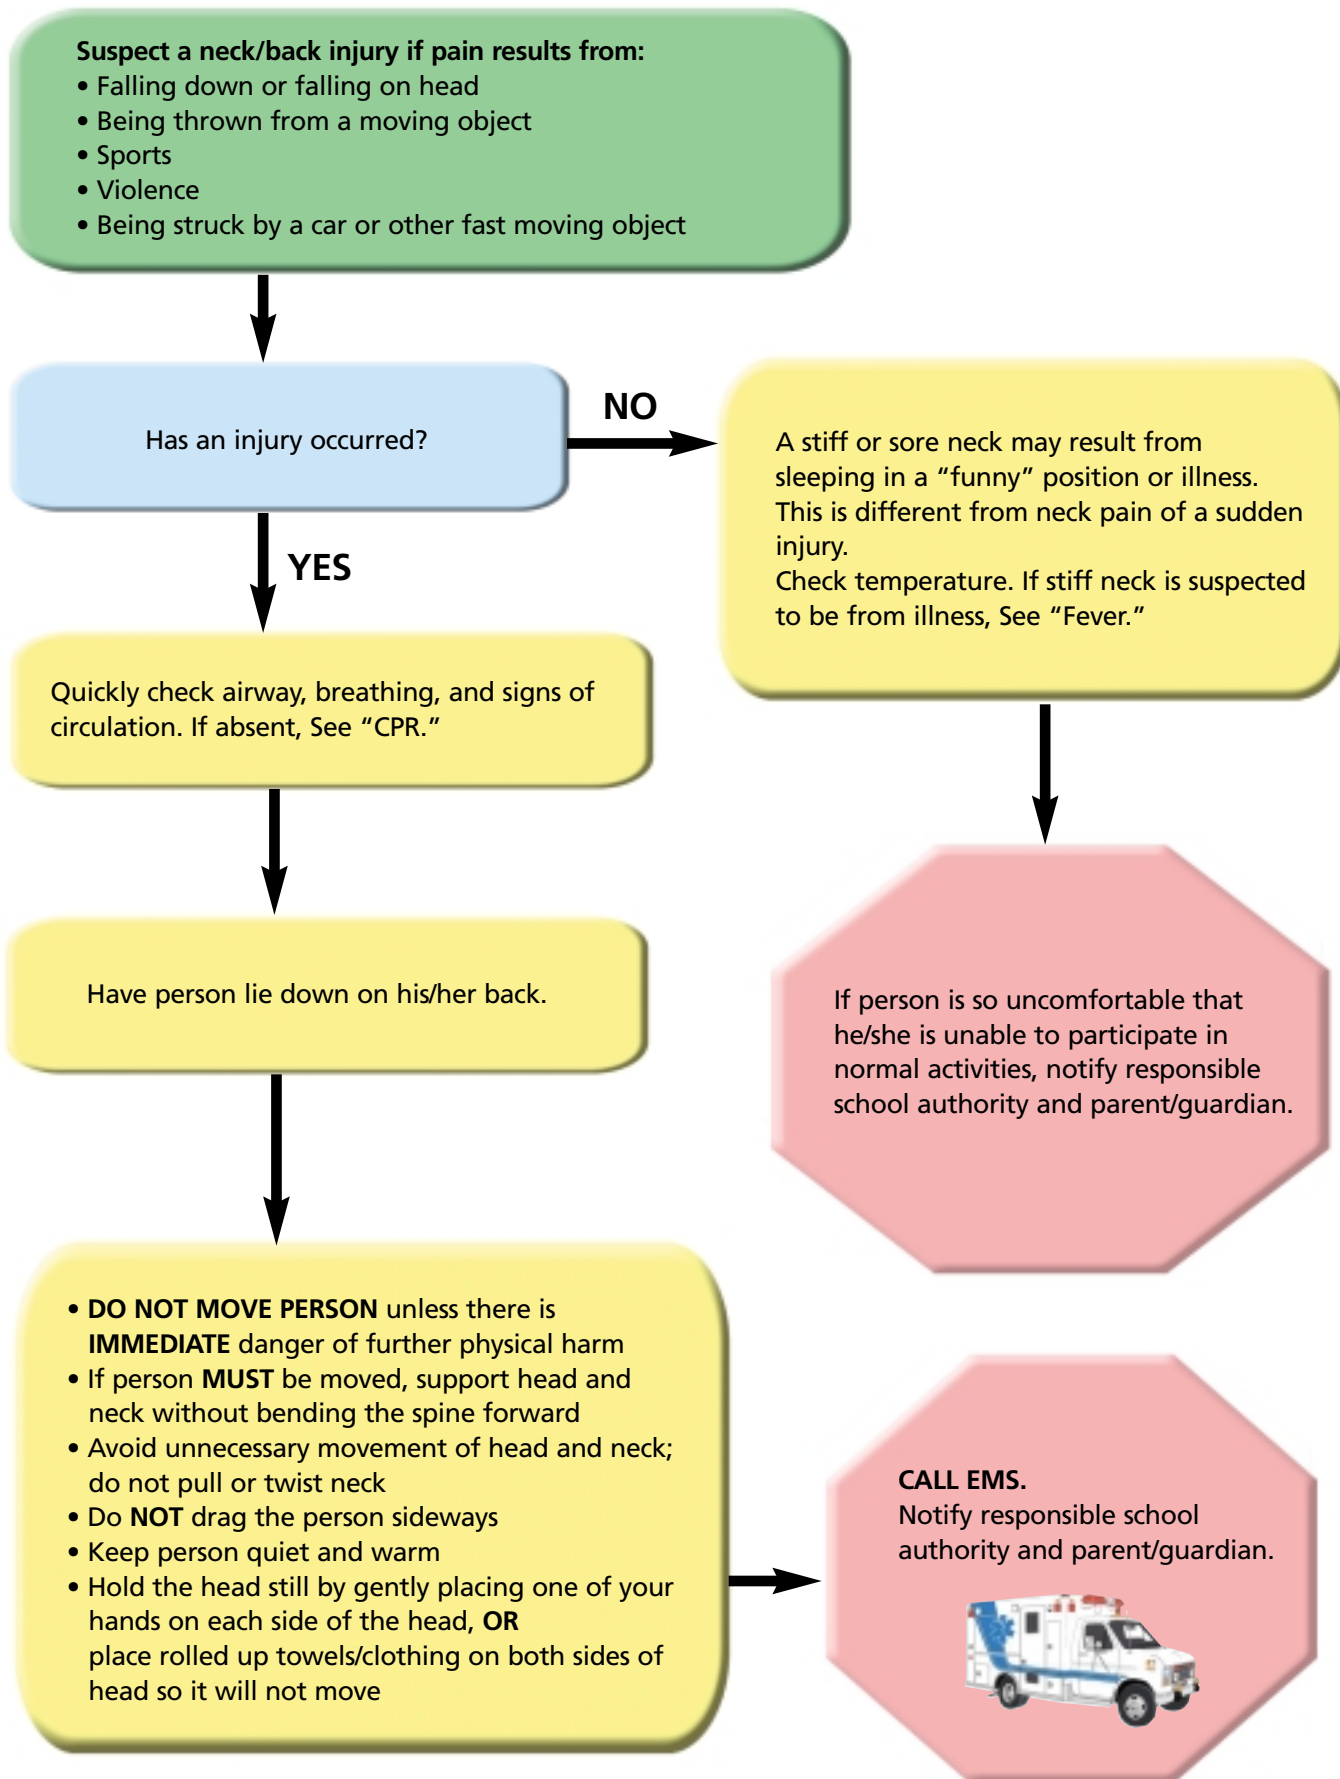 Suspect a neck/back injury if pain results from:
• Falling down or falling on head
• Being thrown from a moving object
• Sports
• Violence
• Being struck by a car or other fast moving object
Has an injury occurred?
NO
A stiff or sore neck may result from
sleeping in a “funny” position or illness.
This is different from neck pain of a sudden
injury.
Check temperature. If stiff neck is suspected
to be from illness, See “Fever.”
YES
Quickly check airway, breathing, and signs of
circulation. If absent, See “CPR.”
Have person lie down on his/her back.
If person is so uncomfortable that
he/she is unable to participate in
normal activities, notify responsible
school authority and parent/guardian.
• DO NOT MOVE PERSON unless there is
IMMEDIATE danger of further physical harm
• If person MUST be moved, support head and
neck without bending the spine forward
• Avoid unnecessary movement of head and neck;
do not pull or twist neck
• Do NOT drag the person sideways
• Keep person quiet and warm
• Hold the head still by gently placing one of your
hands on each side of the head, OR
place rolled up towels/clothing on both sides of
head so it will not move
CALL EMS.
Notify responsible school
authority and parent/guardian.